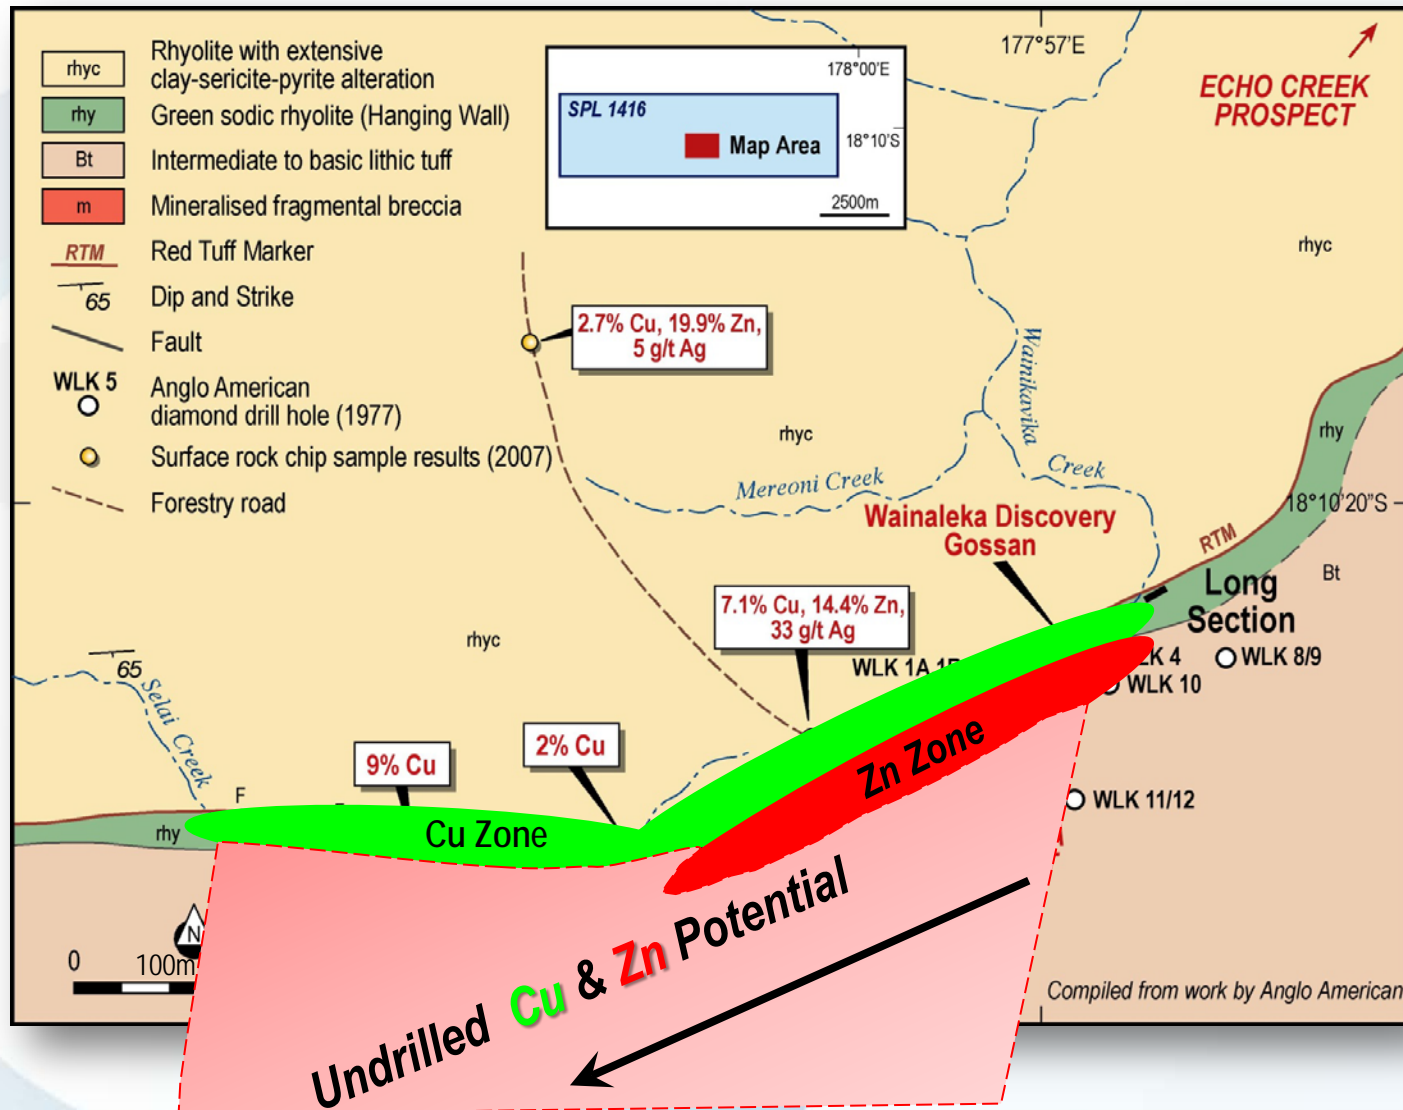 rhyc
Rhyolite with extensive
clay-sericite-pyrite alteration
rhy
Green sodic rhyolite (Hanging Wall)
Bt
Intermediate to basic lithic tuff
m
Mineralised fragmental breccia
RTM
Red Tuff Marker
65
Dip and Strike
Fault
WLK 5
Anglo American
diamond drill hole (1977)
Surface rock chip sample results (2007)
Forestry road
178°00'E
SPL 1416
Map Area
18°10'S
2500m
177°57'E
ECHO CREEK
PROSPECT
rhyc
2.7% Cu, 19.9% Zn,
5 g/t Ag
Wainikavika
Creek
rhyc
Mereoni Creek
rhy
18°10'20"S
Wainaleka Discovery
Gossan
RTM
Bt
Long
Section
7.1% Cu, 14.4% Zn,
33 g/t Ag
rhyc
WLK 1A
LK 4
WLK 8/9
WLK 10
65
Selai Creek
2% Cu
9% Cu
Zn Zone
WLK 11/12
F
rhy
Cu Zone
N
0
100m
Undrilled Cu & Zn Potential
Compiled from work by Anglo American